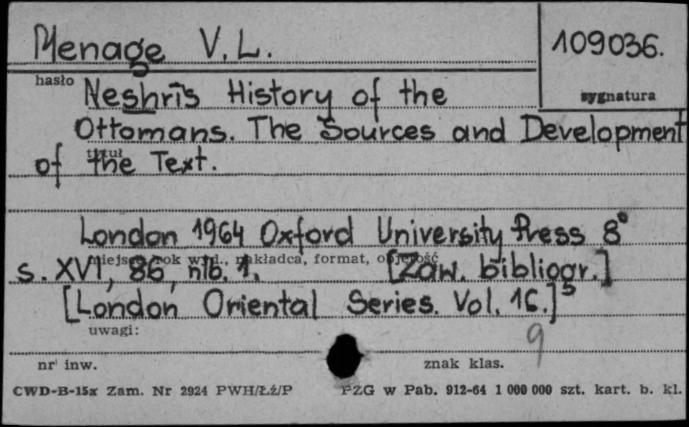 Menage V.L.
109036.
hasło
sygnatura
Neshrī's History of the
Ottomans. The Sources and Development
tytuł
of the Text.
London 1964 Oxford University Press 8°
miejsce, rok wyd., nakładca, format, objętość
s. XVI, 86, nlb. 1. [Zaw. bibliogr.]
[London Oriental Series. Vol. 16.]
uwagi:
9
nr inw.
znak klas.
CWD-B-15x Zam. Nr 2924 PWH/Łź/P PZG w Pab. 912-64 1 000 000 szt. kart. b. kl.